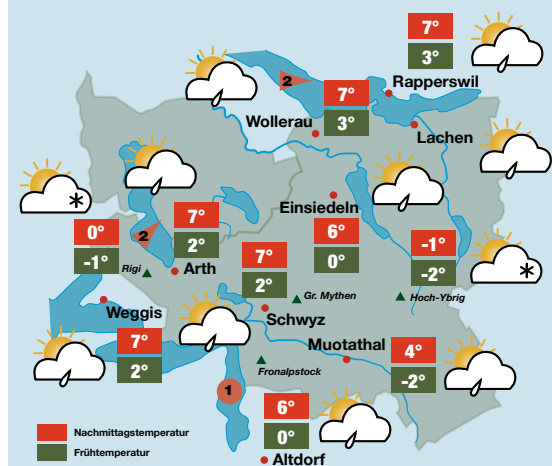 7°
3°
Rapperswil
2
7°
3°
Wollerau
Lachen
Einsiedeln
6°
0°
7°
2°
2
0°
-1°
Rigi
Arth
-1°
-2°
Hoch-Ybrig
7°
2°
Gr. Mythen
Weggis
Schwyz
7°
2°
Muotathal
4°
-2°
Fronalpstock
1
6°
0°
Altdorf
Nachmittagstemperatur
Frühtemperatur